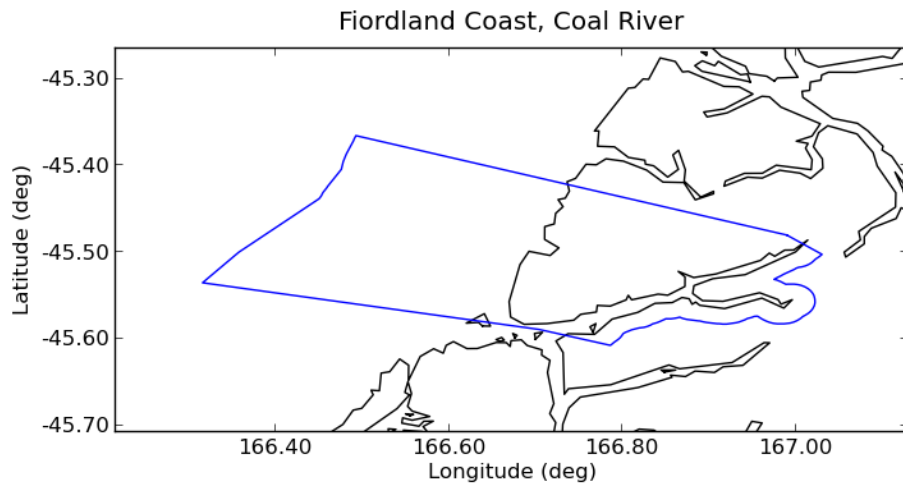 Fiordland Coast, Coal River
-45.30
-45.40
-45.50
-45.60
-45.70
Latitude (deg)
166.40 166.60 166.80 167.00
Longitude (deg)